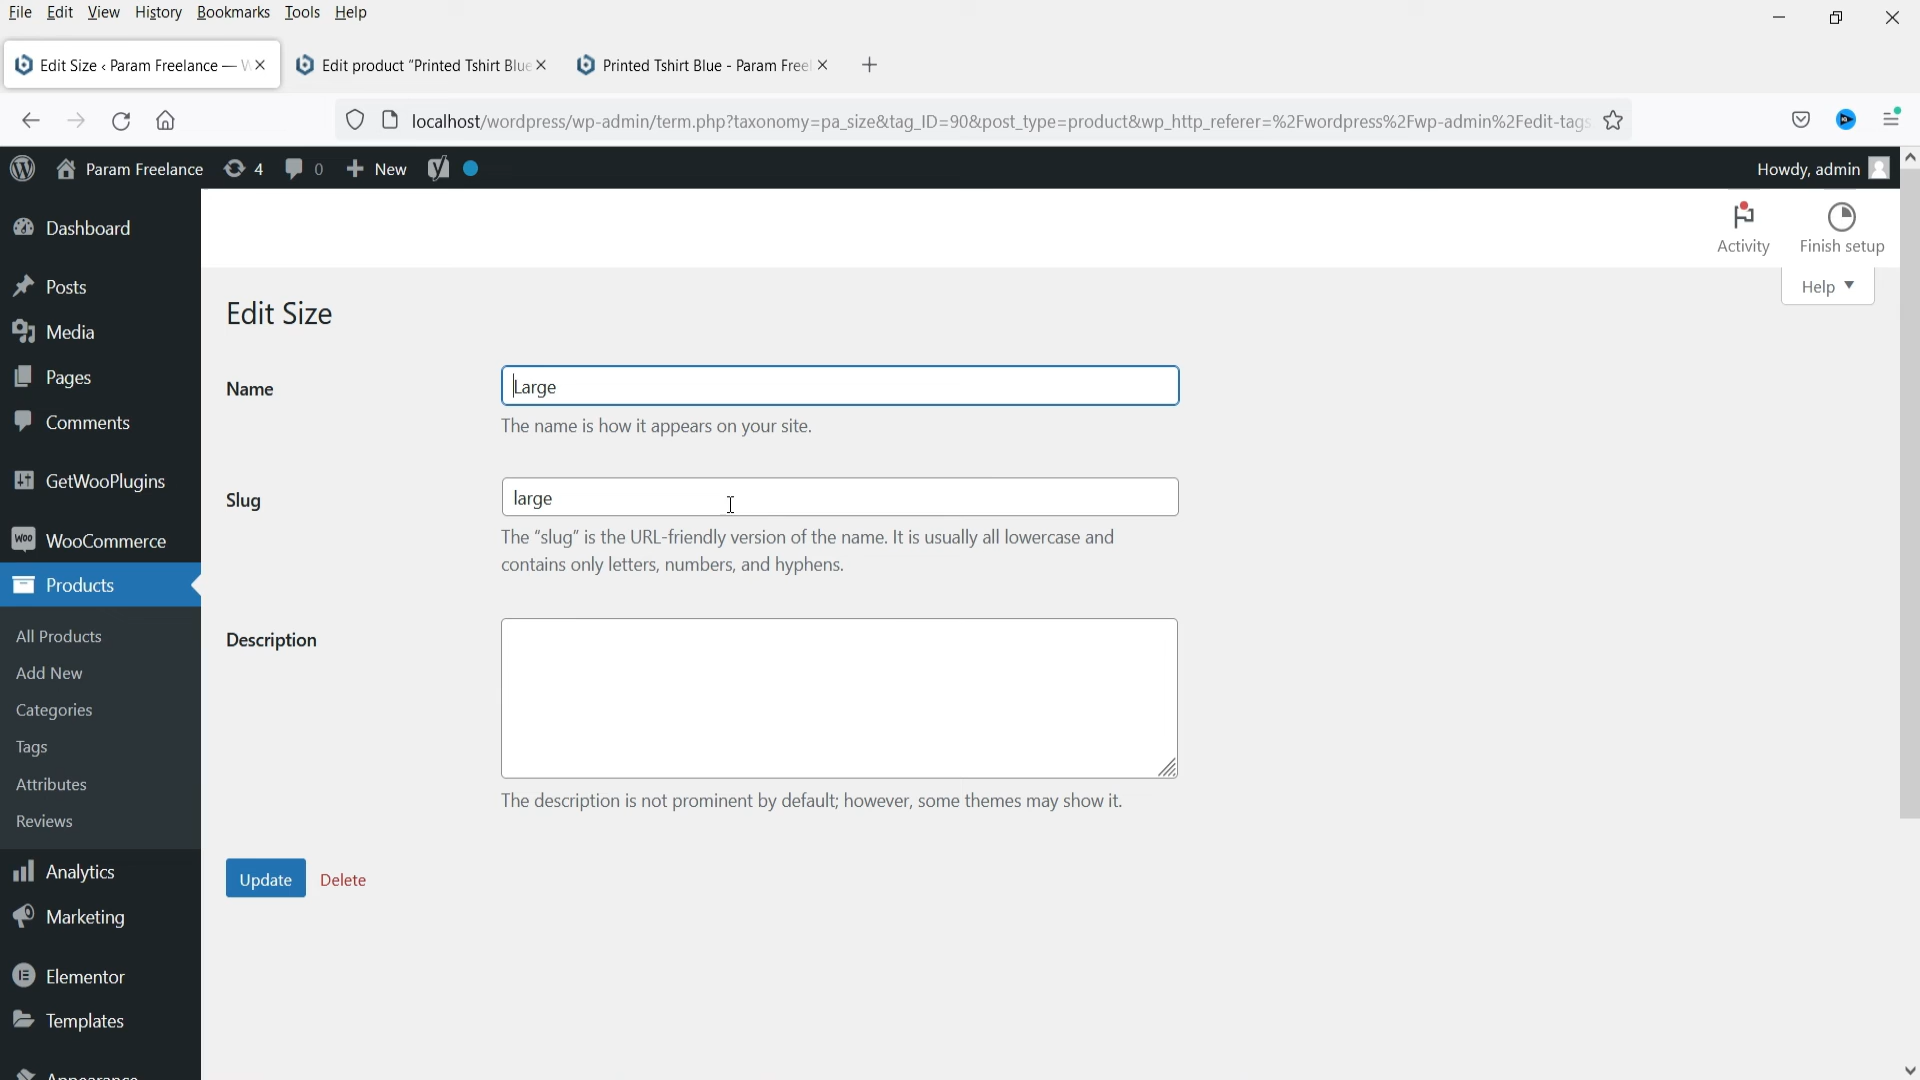 File Edit View History Bookmarks Tools Help
Edit Size ‹ Param Freelance — W
Edit product “Printed Tshirt Blue
Printed Tshirt Blue - Param Free
localhost/wordpress/wp-admin/term.php?taxonomy=pa_size&tag_ID=90&post_type=product&wp_http_referer=%2Fwordpress%2Fwp-admin%2Fedit-tags
Param Freelance 4 0 New
Howdy, admin
Activity
Finish setup
Help
Dashboard
Posts
Media
Pages
Comments
GetWooPlugins
WooCommerce
Products
All Products
Add New
Categories
Tags
Attributes
Reviews
Analytics
Marketing
Elementor
Templates
Appearance
Edit Size
Name
Large
The name is how it appears on your site.
Slug
large
The “slug” is the URL-friendly version of the name. It is usually all lowercase and
contains only letters, numbers, and hyphens.
Description
The description is not prominent by default; however, some themes may show it.
Update Delete